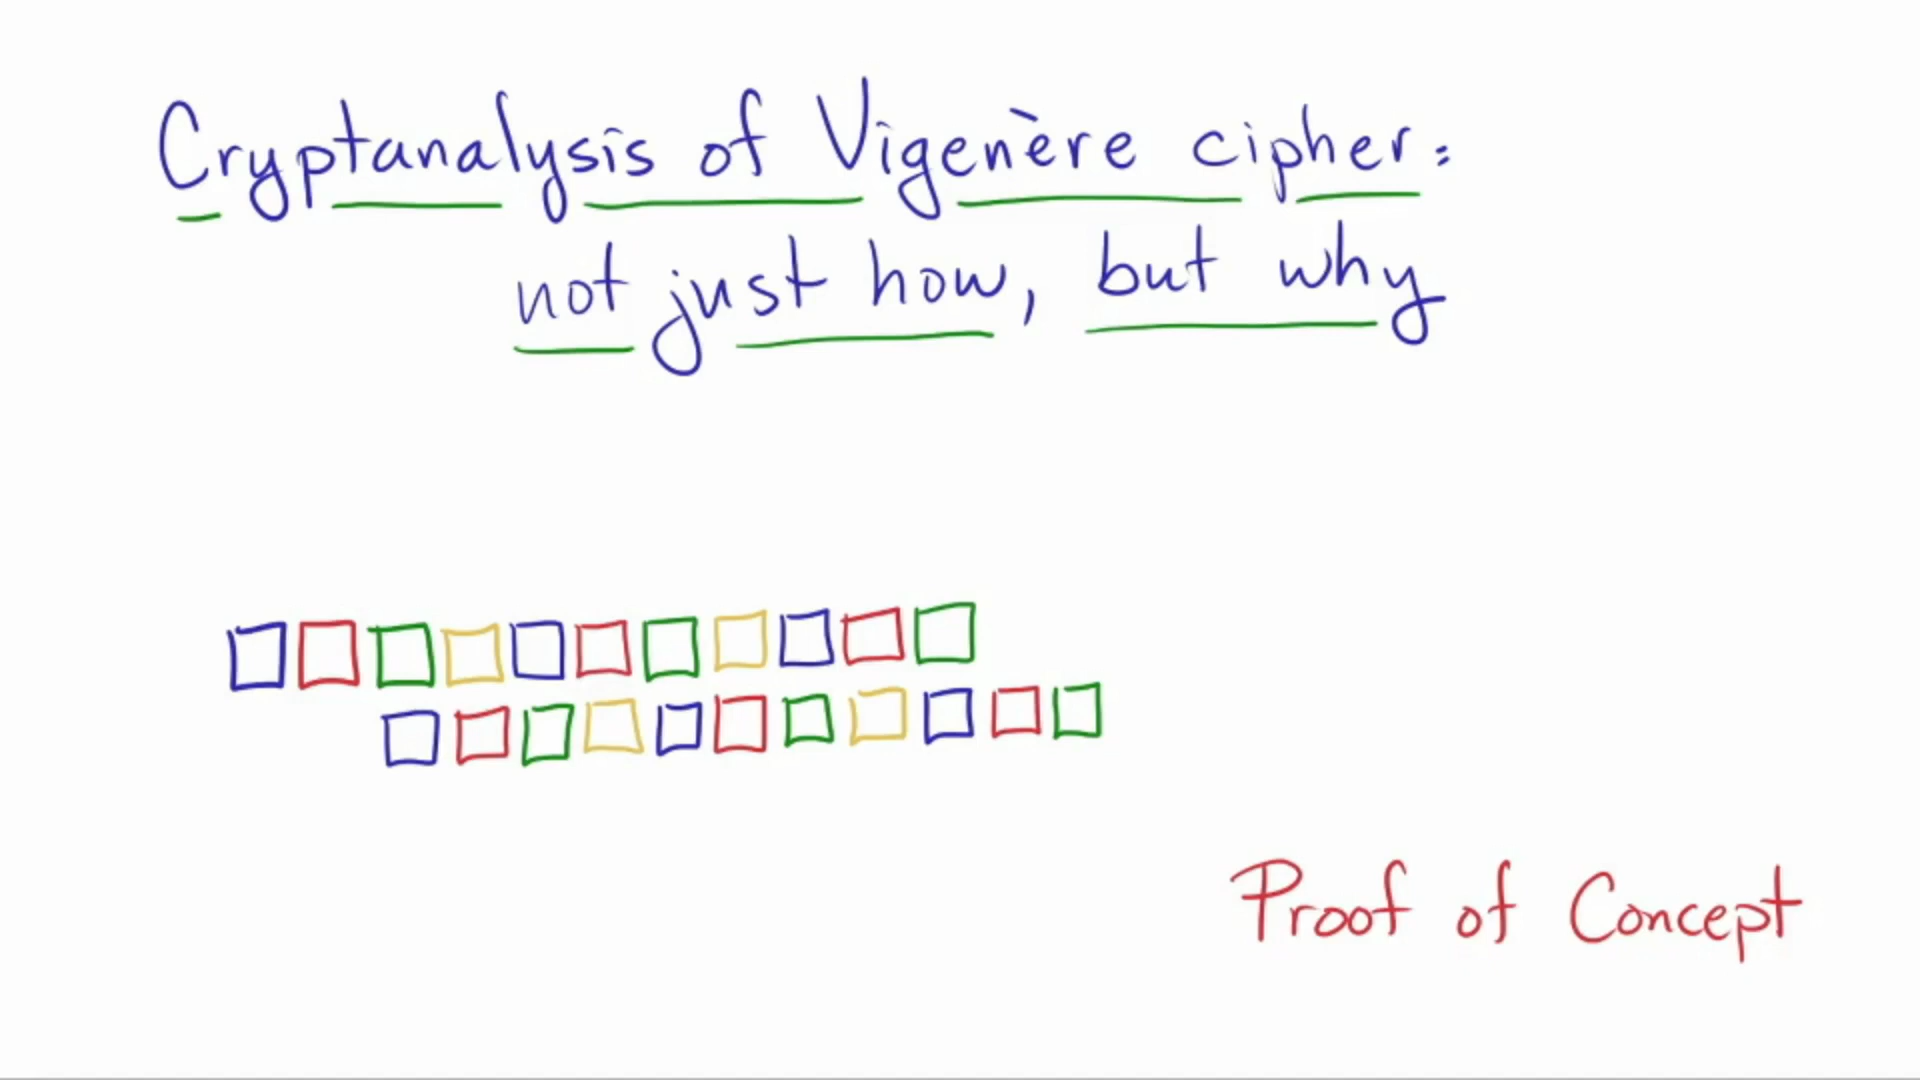 Cryptanalysis of Vigenère cipher:
not just how, but why
Proof of Concept